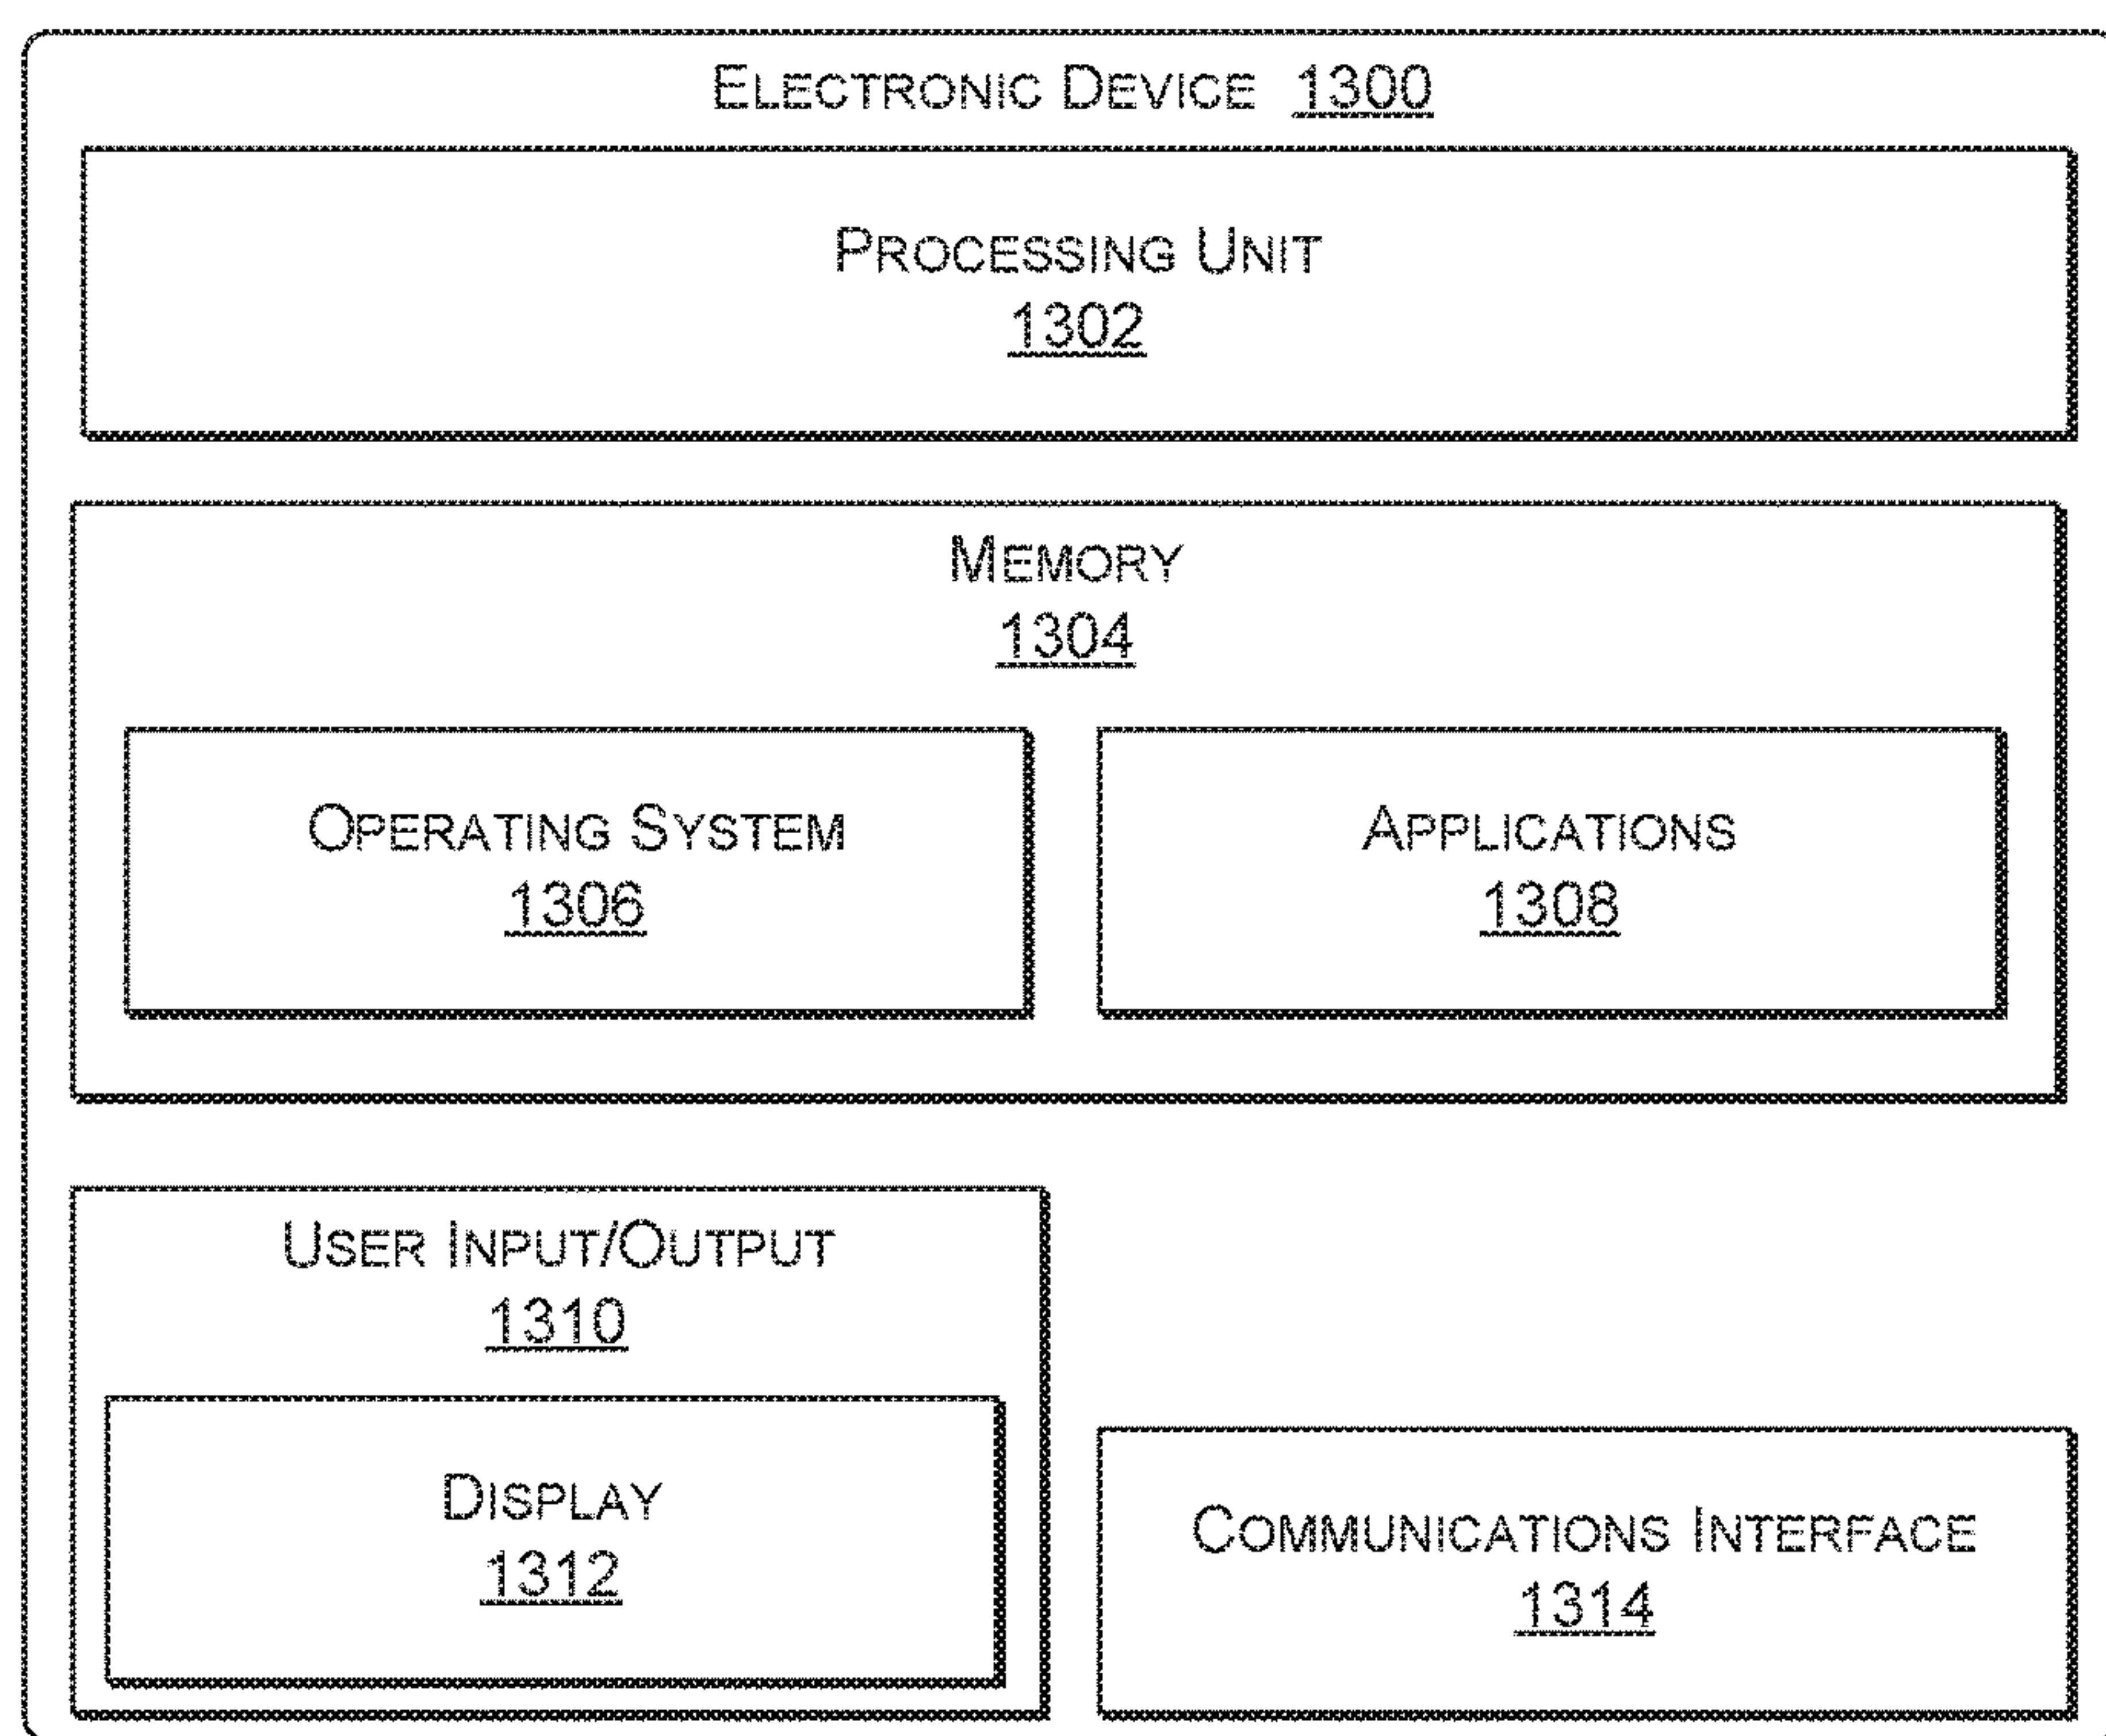 ELECTRONIC DEVICE 1300
PROCESSING UNIT
1302
MEMORY
1304
OPERATING SYSTEM
1306
APPLICATIONS
1308
USER INPUT/OUTPUT
1310
DISPLAY
1312
COMMUNICATIONS INTERFACE
1314